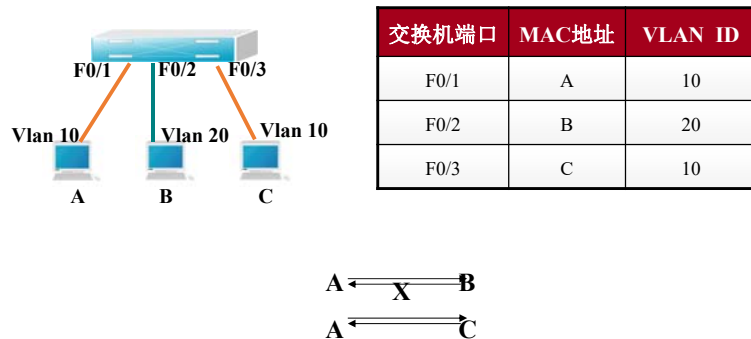 F0/1 F0/2 F0/3
Vlan 10 Vlan 20 Vlan 10
A B C
交换机端口 MAC地址 VLAN ID
F0/1 A 10
F0/2 B 20
F0/3 C 10
A X B
A C